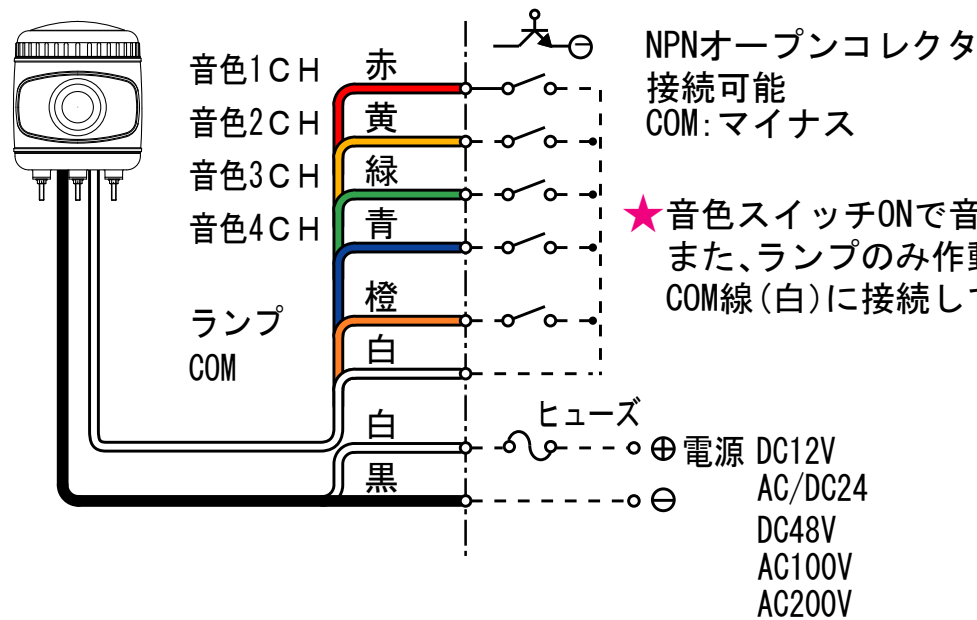 音色1CH 赤
音色2CH 黄
音色3CH 緑
音色4CH 青
ランプ 橙
COM 白
白
黒
NPNオープンコレクタ
接続可能
COM:マイナス
★音色スイッチONで音
また、ランプのみ作動
COM線(白)に接続して
ヒューズ
⊕ 電源 DC12V
⊖ AC/DC24
DC48V
AC100V
AC200V